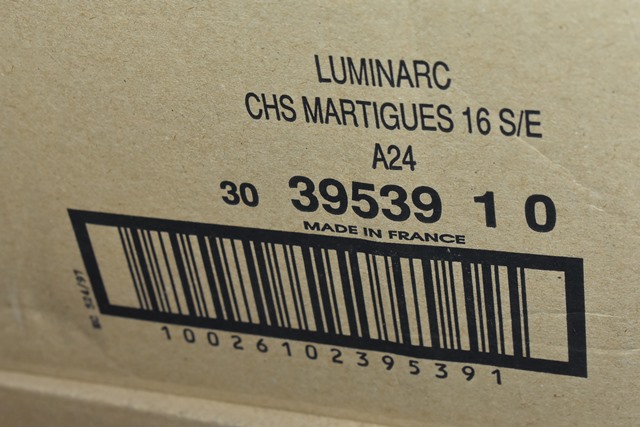 LUMINARC
CHS MARTIGUES 16 S/E
A24
30 39539 1 0
MADE IN FRANCE
10026102395391